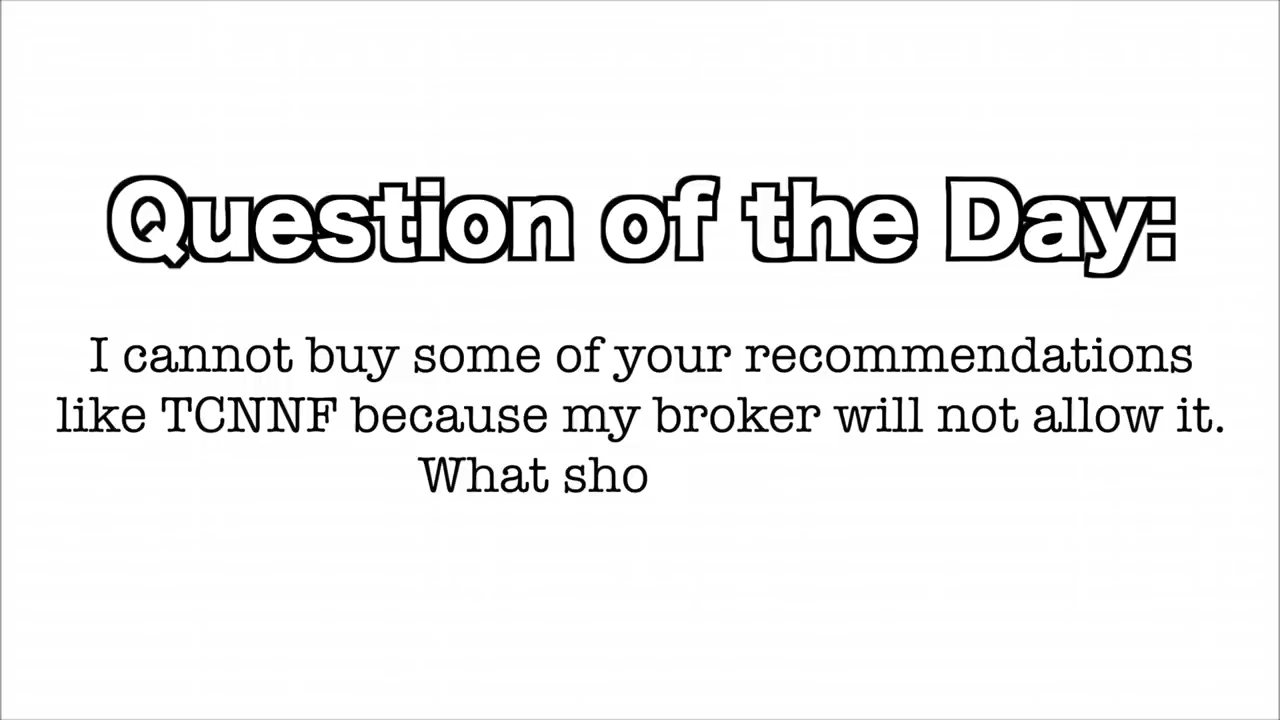 Question of the Day:
I cannot buy some of your recommendations
like TCNNF because my broker will not allow it.
What sho